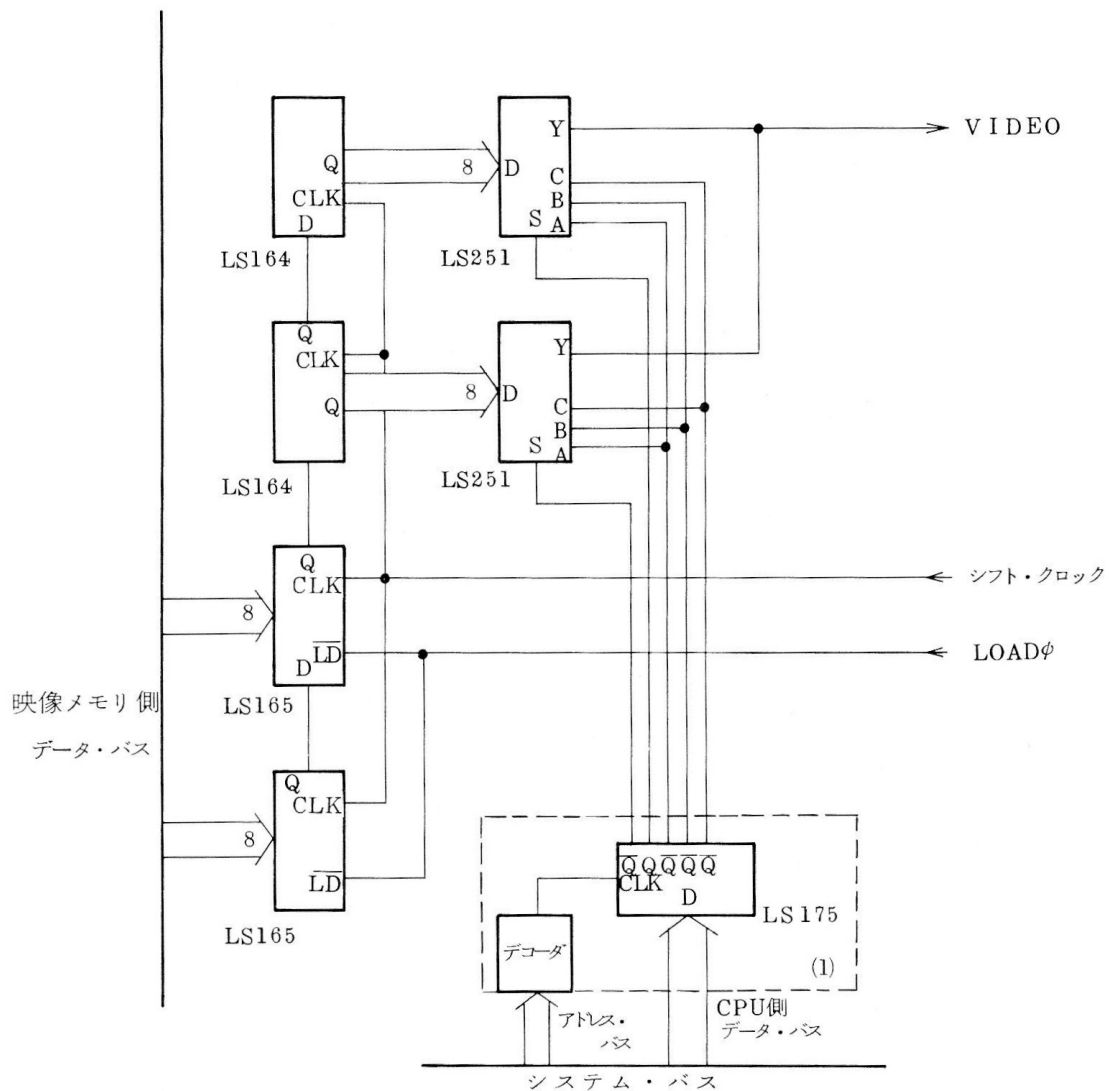 Y
VIDEO
Q
8
D
C
CLK
B
D
S
A
LS164
LS251
Q
CLK
Y
8
D
Q
C
B
S
A
LS164
LS251
Q
CLK
シフト・クロック
8
D
LD
LOADφ
映像メモリ側
データ・バス
LS165
Q
CLK
8
LD
LS165
Q Q Q Q Q
CLK
D
LS175
デコーダ
(1)
アドレス・
バス
CPU側
データ・バス
システム・バス